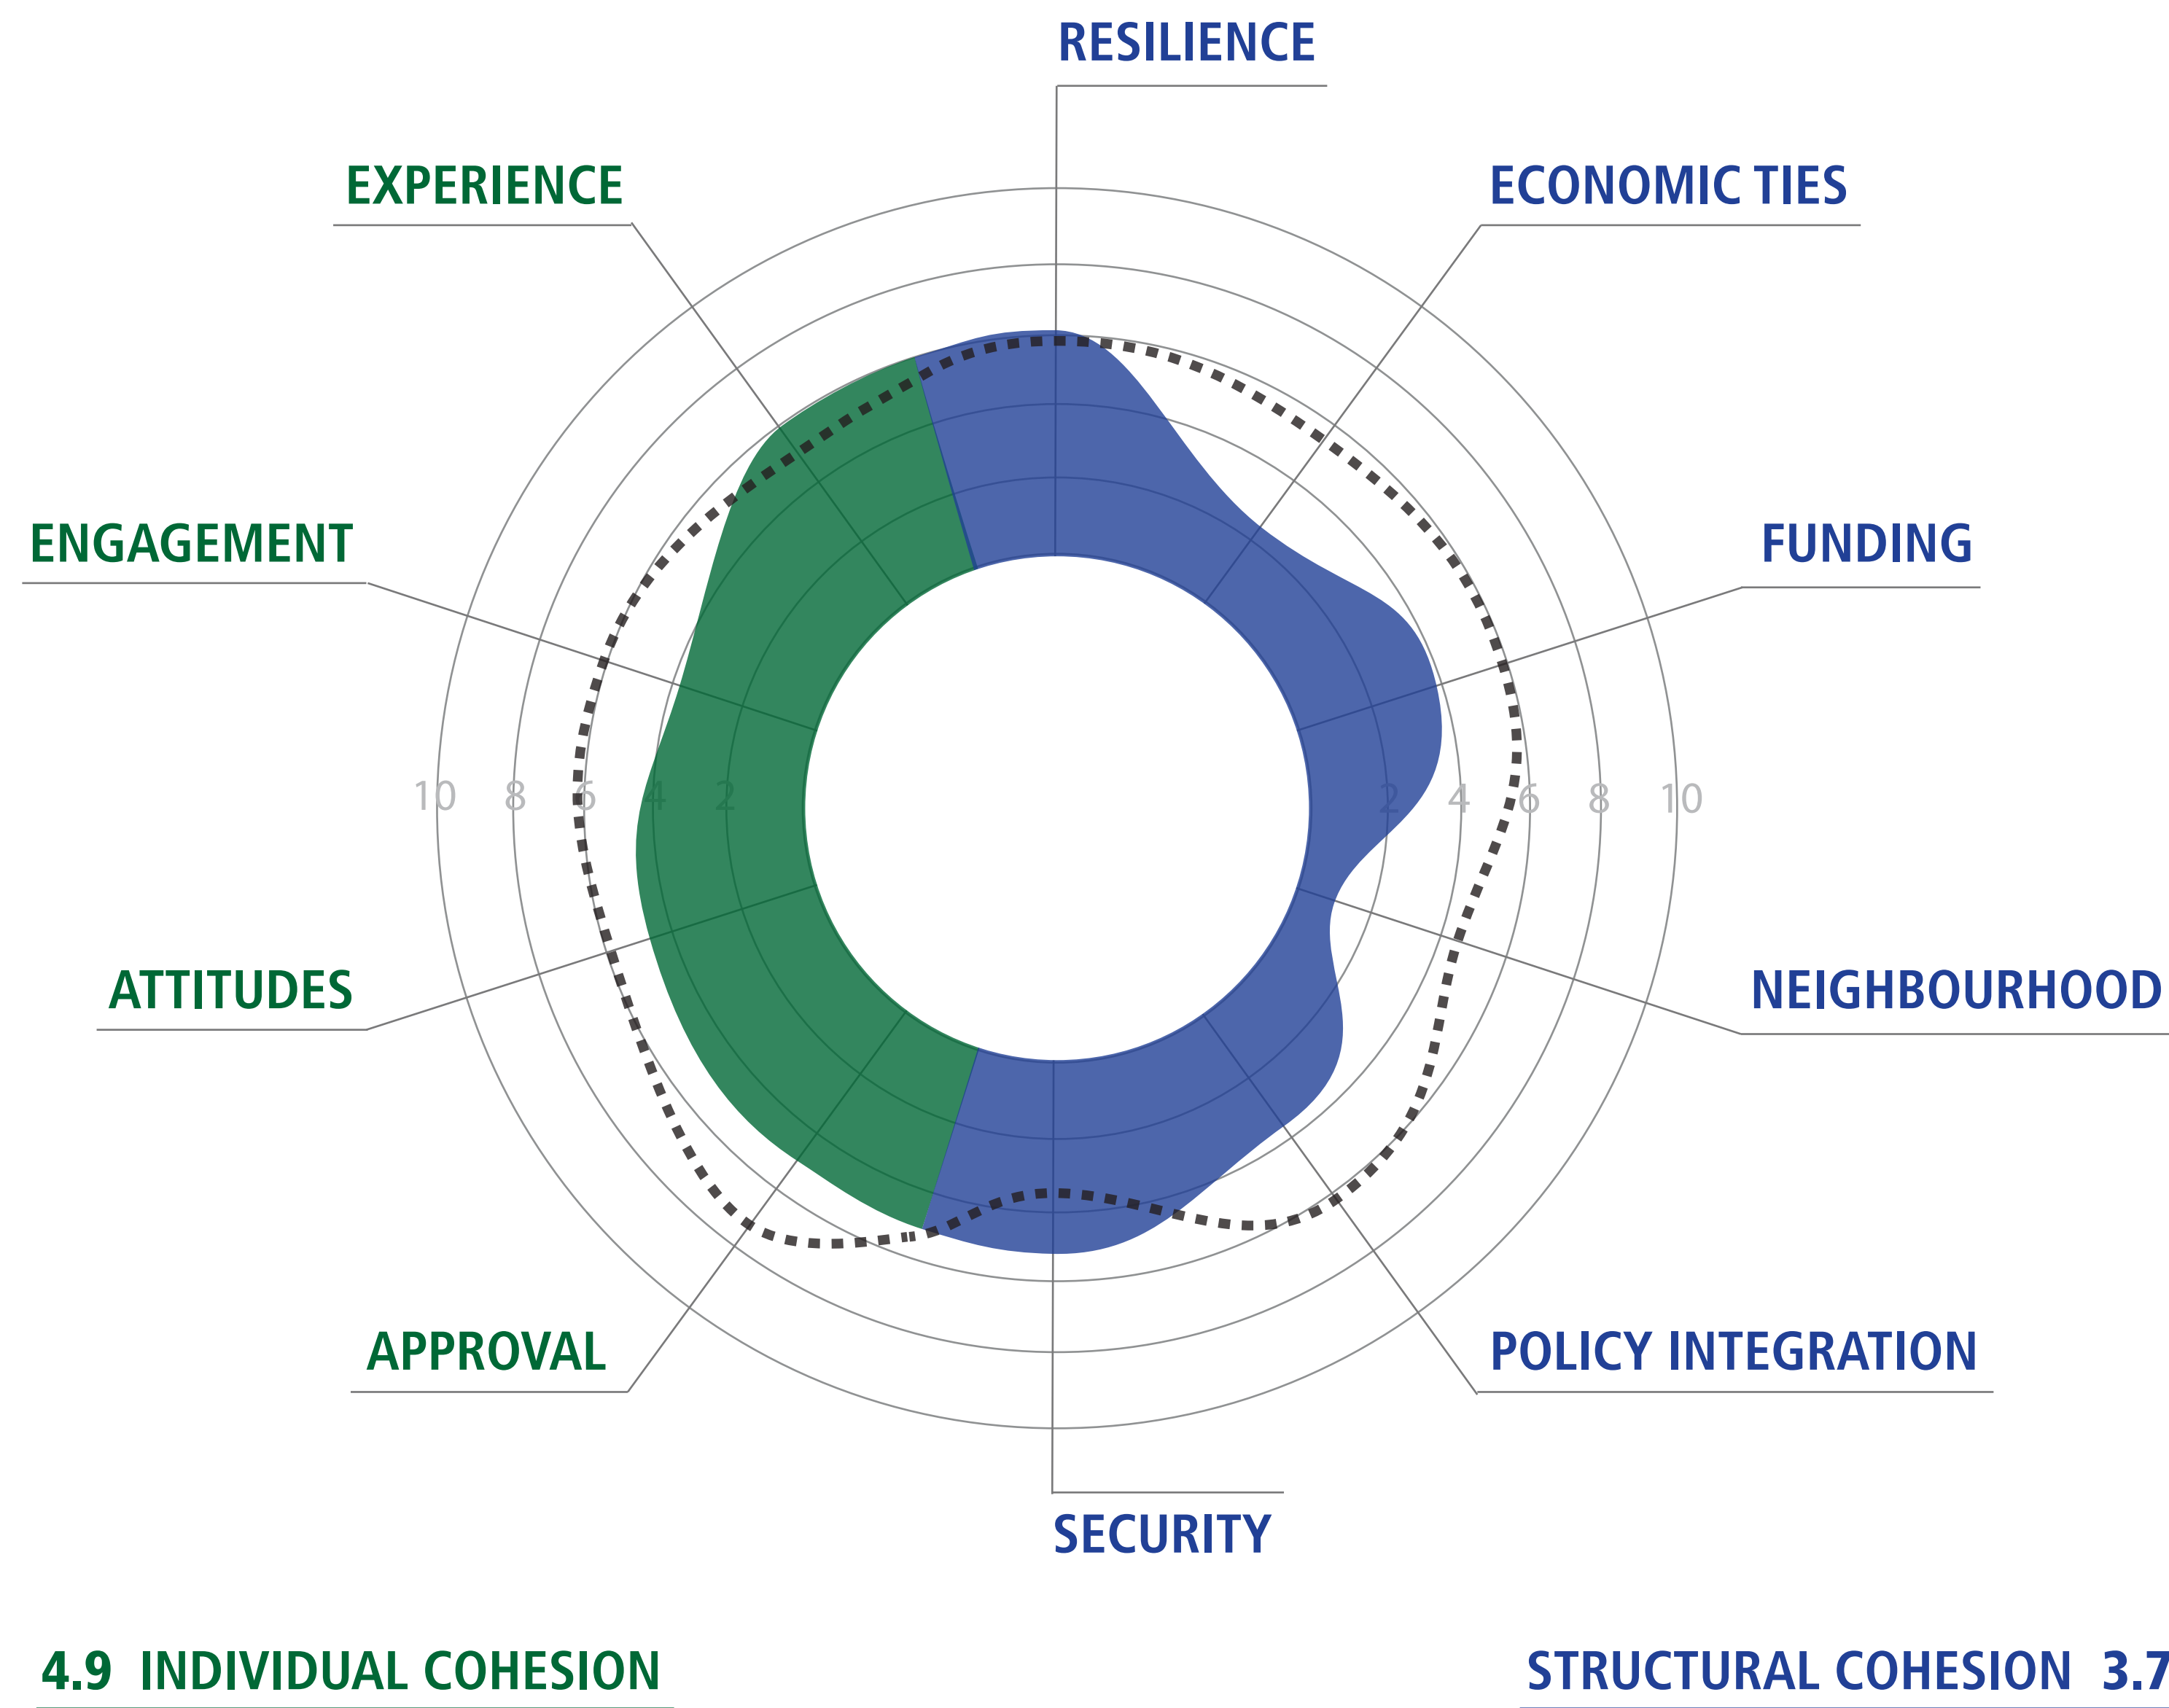 RESILIENCE
EXPERIENCE
ECONOMIC TIES
ENGAGEMENT
FUNDING
10 8 6 4 2 2 4 6 8 10
ATTITUDES
NEIGHBOURHOOD
APPROVAL
POLICY INTEGRATION
SECURITY
4.9 INDIVIDUAL COHESION
STRUCTURAL COHESION 3.7